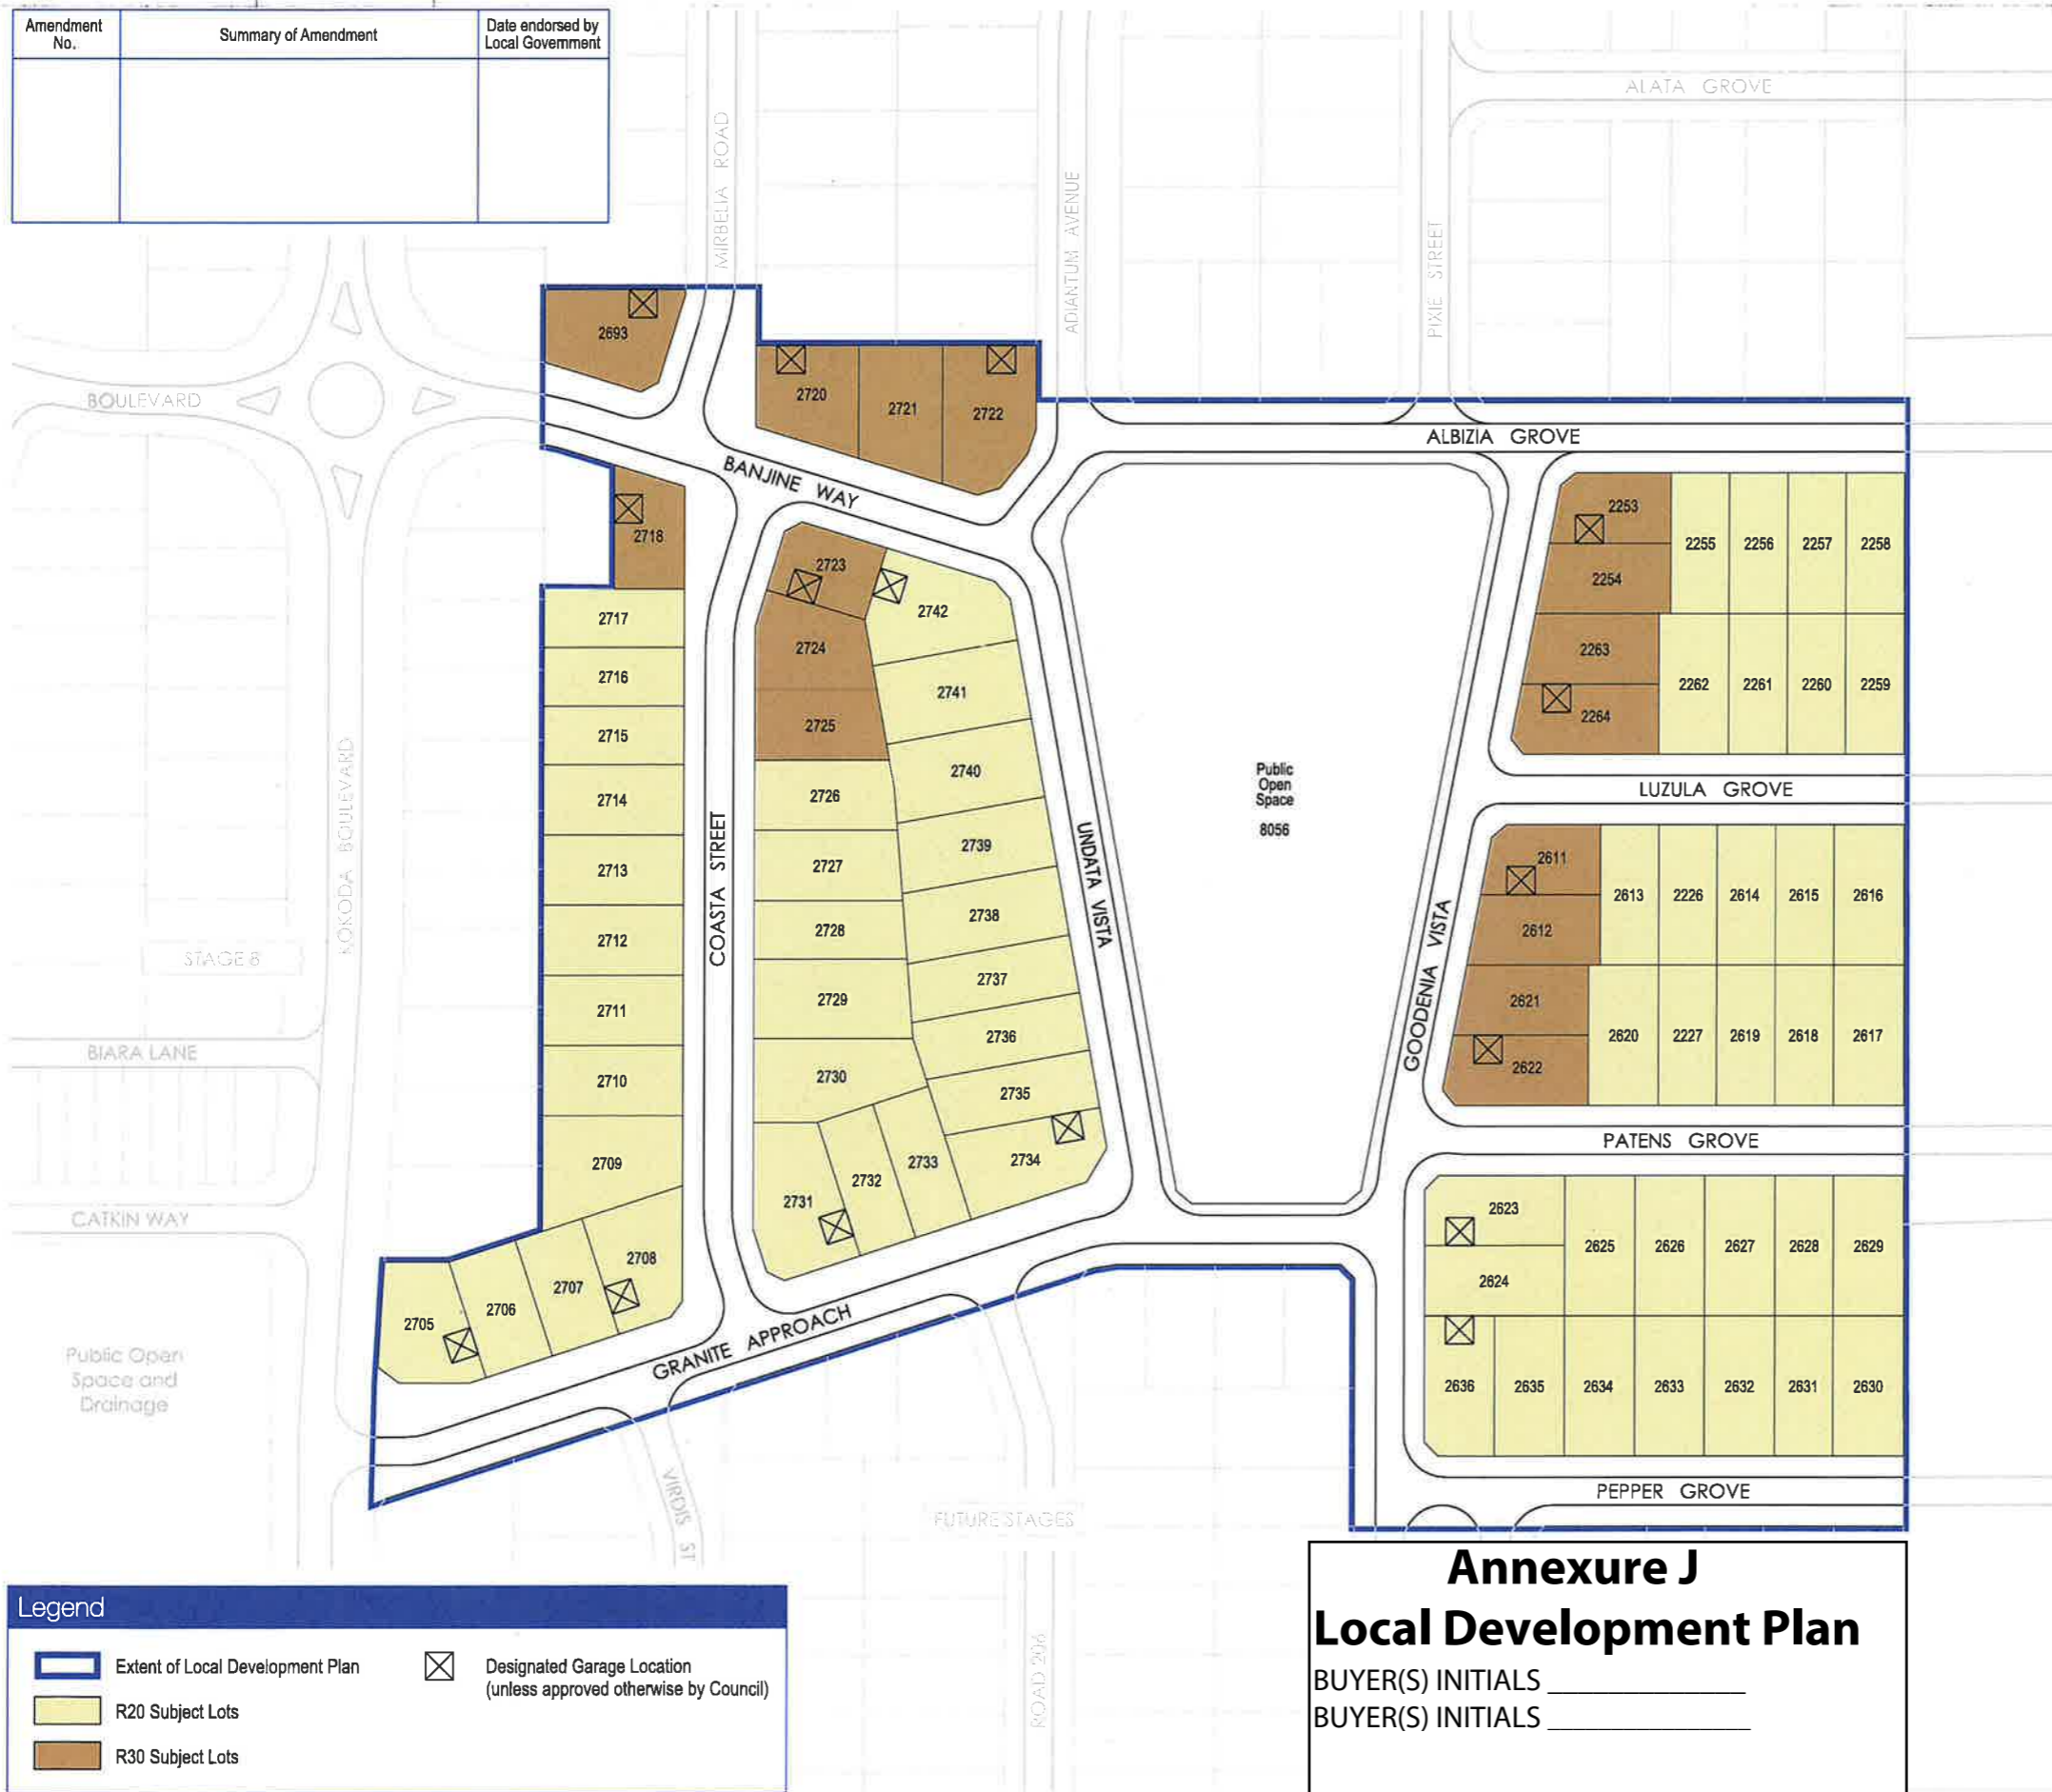 Amendment
No.
Summary of Amendment
Date endorsed by
Local Government
ALATA GROVE
MIRBELIA ROAD
ADIANTUM AVENUE
PIXIE STREET
2693
BOULEVARD
2720
2721
2722
ALBIZIA GROVE
BANJINE WAY
2718
2253
2254
2255
2256
2257
2258
2723
2742
2717
2724
2263
2264
2262
2261
2260
2259
2716
2741
2725
2715
2740
Public
Open
Space
8056
LUZULA GROVE
KOKODA BOULEVARD
2714
COASTA STREET
2726
2739
UNDATA VISTA
2713
2727
2611
2612
2613
2226
2614
2615
2616
2712
2728
2738
GOODENIA VISTA
STAGE 8
2711
2729
2737
2621
2622
2620
2227
2619
2618
2617
BIARA LANE
2710
2730
2736
2735
PATENS GROVE
2709
2731
2732
2733
2734
CATKIN WAY
2623
2624
2625
2626
2627
2628
2629
2705
2706
2707
2708
GRANITE APPROACH
Public Open
Space and
Drainage
2636
2635
2634
2633
2632
2631
2630
VIRDIS ST
FUTURE STAGES
PEPPER GROVE
ROAD 206
Annexure J
Local Development Plan
BUYER(S) INITIALS ______________
BUYER(S) INITIALS ______________
Legend
Extent of Local Development Plan
R20 Subject Lots
R30 Subject Lots
Designated Garage Location
(unless approved otherwise by Council)